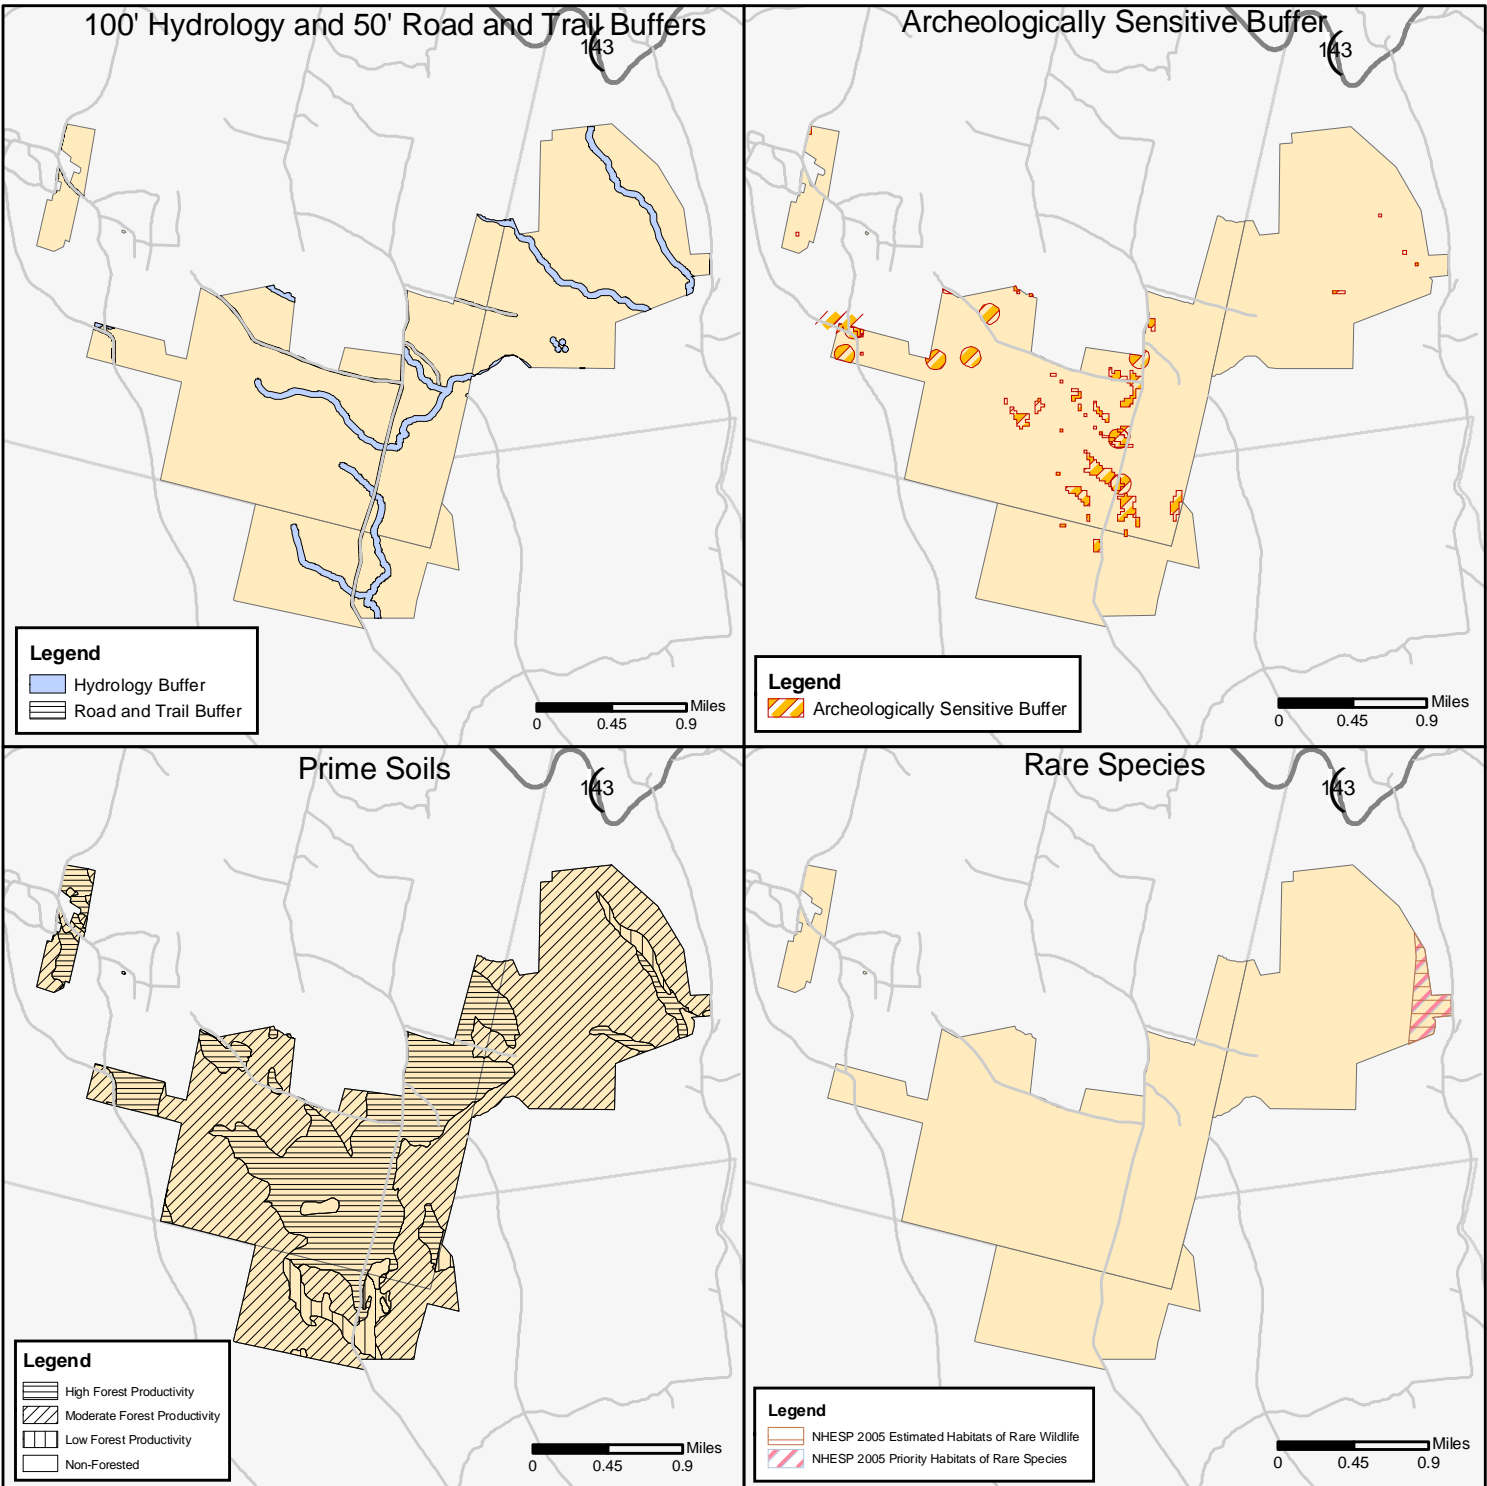 100' Hydrology and 50' Road and Trail Buffers
143
Legend
Hydrology Buffer
Road and Trail Buffer
Miles
0 0.45 0.9
Archeologically Sensitive Buffer
143
Legend
Archeologically Sensitive Buffer
Miles
0 0.45 0.9
Prime Soils
143
Legend
High Forest Productivity
Moderate Forest Productivity
Low Forest Productivity
Non-Forested
Miles
0 0.45 0.9
Rare Species
143
Legend
NHESP 2005 Estimated Habitats of Rare Wildlife
NHESP 2005 Priority Habitats of Rare Species
Miles
0 0.45 0.9